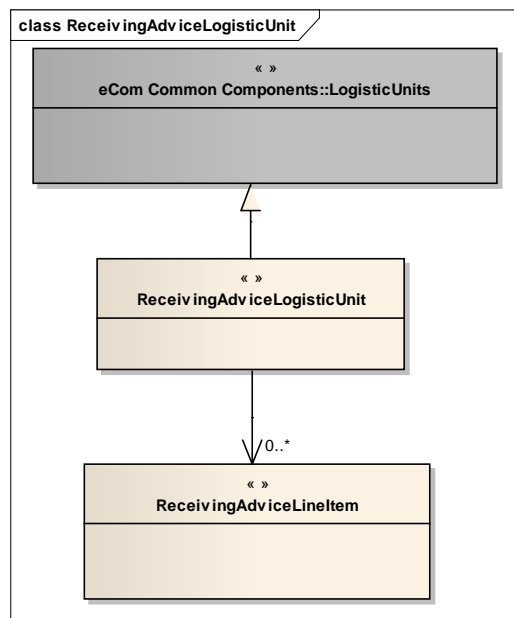 class ReceivingAdviceLogisticUnit
« »
eCom Common Components::LogisticUnits
« »
ReceivingAdviceLogisticUnit
0..*
« »
ReceivingAdviceLineItem